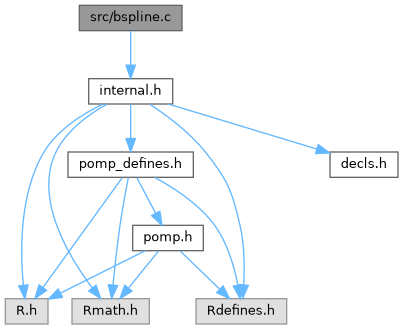 src/bspline.c
internal.h
pomp_defines.h
decls.h
pomp.h
R.h
Rmath.h
Rdefines.h